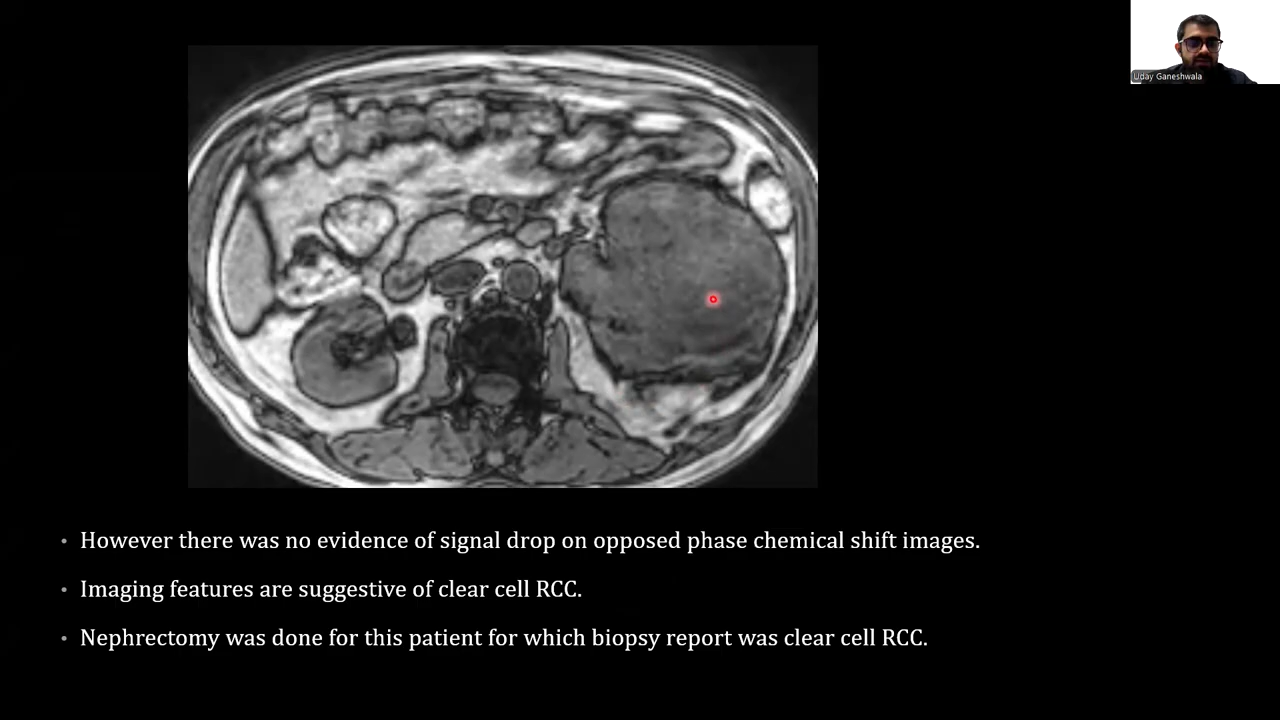 Uday Ganeshwala
• However there was no evidence of signal drop on opposed phase chemical shift images.
• Imaging features are suggestive of clear cell RCC.
• Nephrectomy was done for this patient for which biopsy report was clear cell RCC.